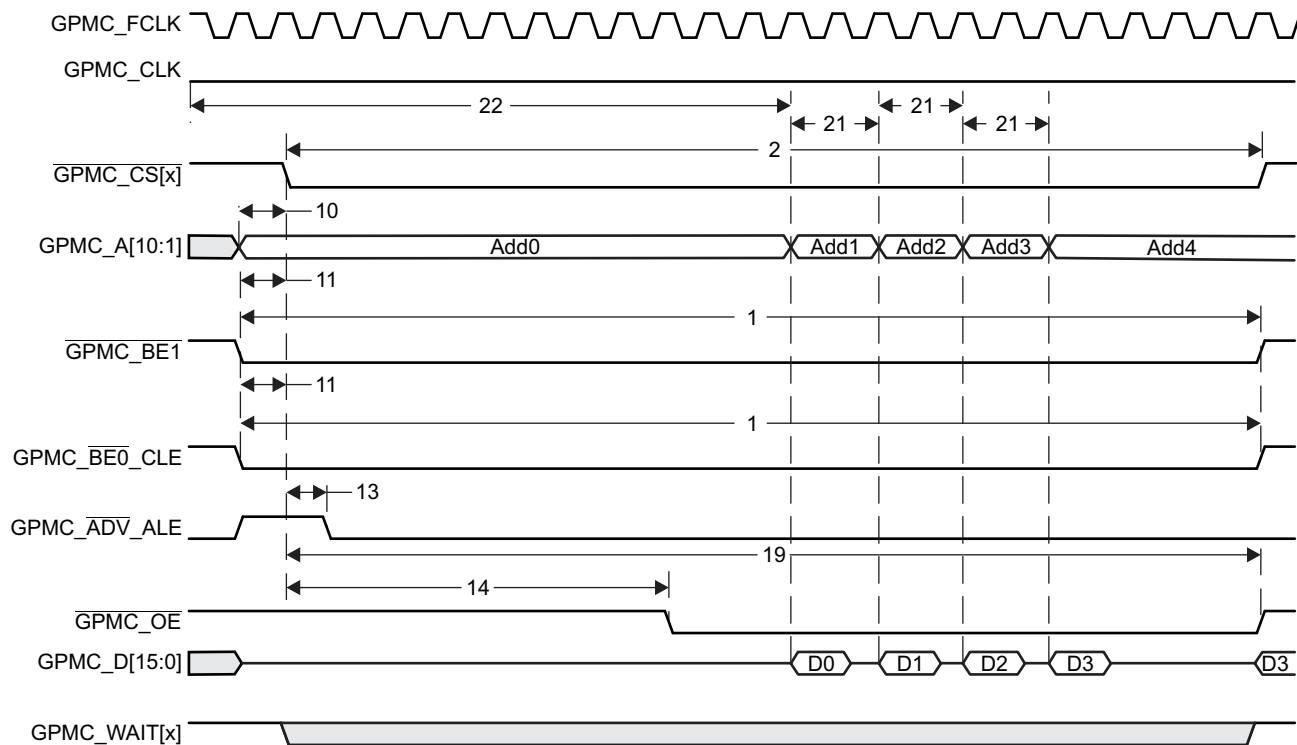 GPMC_FCLK
GPMC_CLK
22
21
21
21
2
GPMC_CS[x]
10
GPMC_A[10:1] Add0 Add1 Add2 Add3 Add4
11
1
GPMC_BE1
11
1
GPMC_BE0_CLE
13
GPMC_ADV_ALE
19
14
GPMC_OE
GPMC_D[15:0] D0 D1 D2 D3 D3
GPMC_WAIT[x]